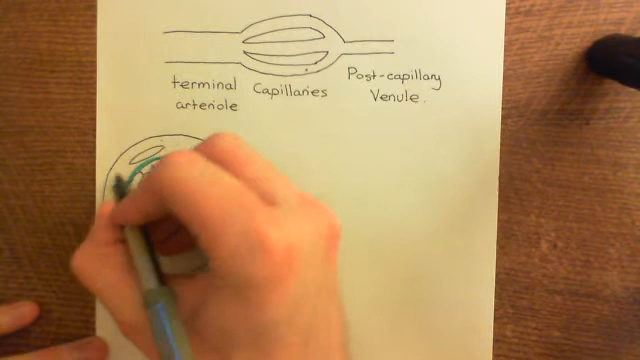 terminal
arteriole
Capillaries
Post-capillary
Venule.